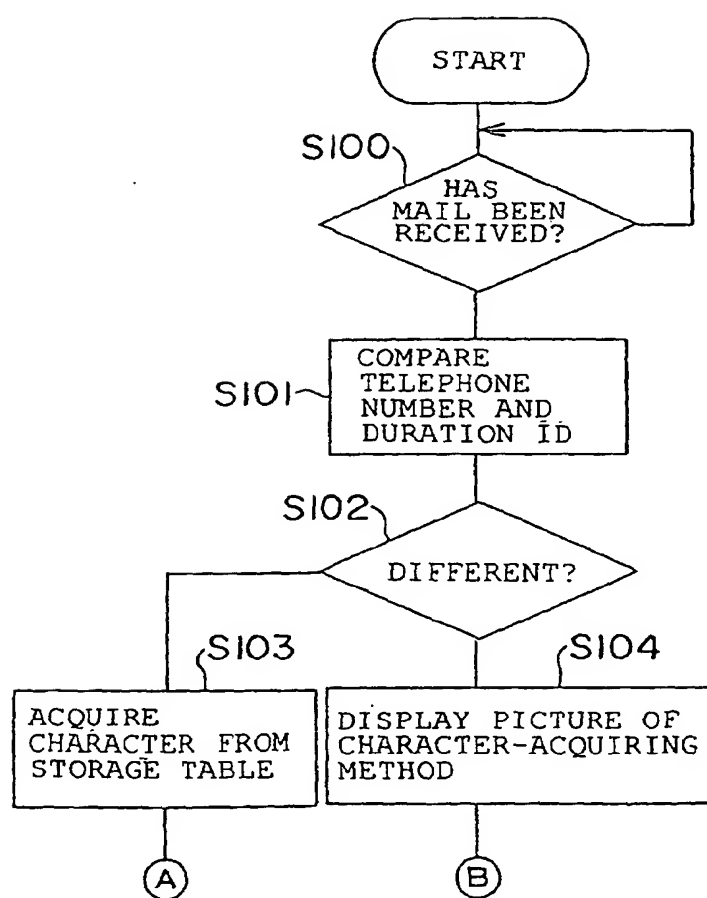 START
S100
HAS
MAIL BEEN
RECEIVED?
S101
COMPARE
TELEPHONE
NUMBER AND
DURATION ID
S102
DIFFERENT?
S103
ACQUIRE
CHARACTER FROM
STORAGE TABLE
S104
DISPLAY PICTURE OF
CHARACTER-ACQUIRING
METHOD
A
B